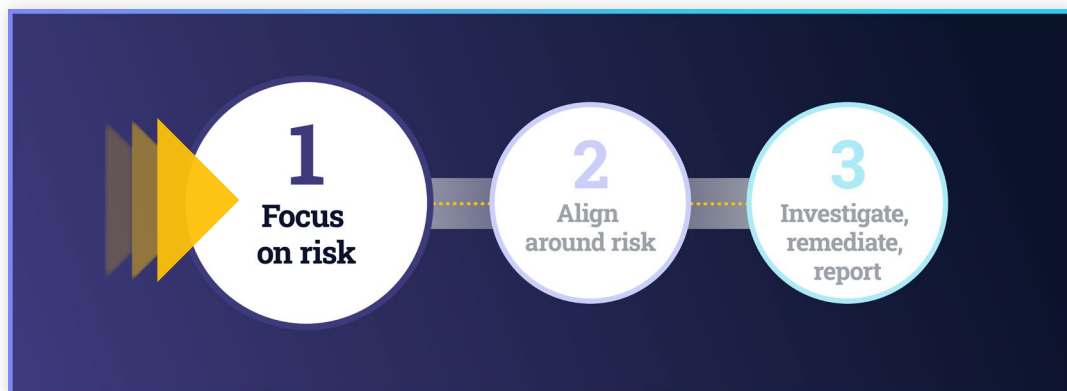 1
Focus
on risk
2
Align
around risk
3
Investigate,
remediate,
report